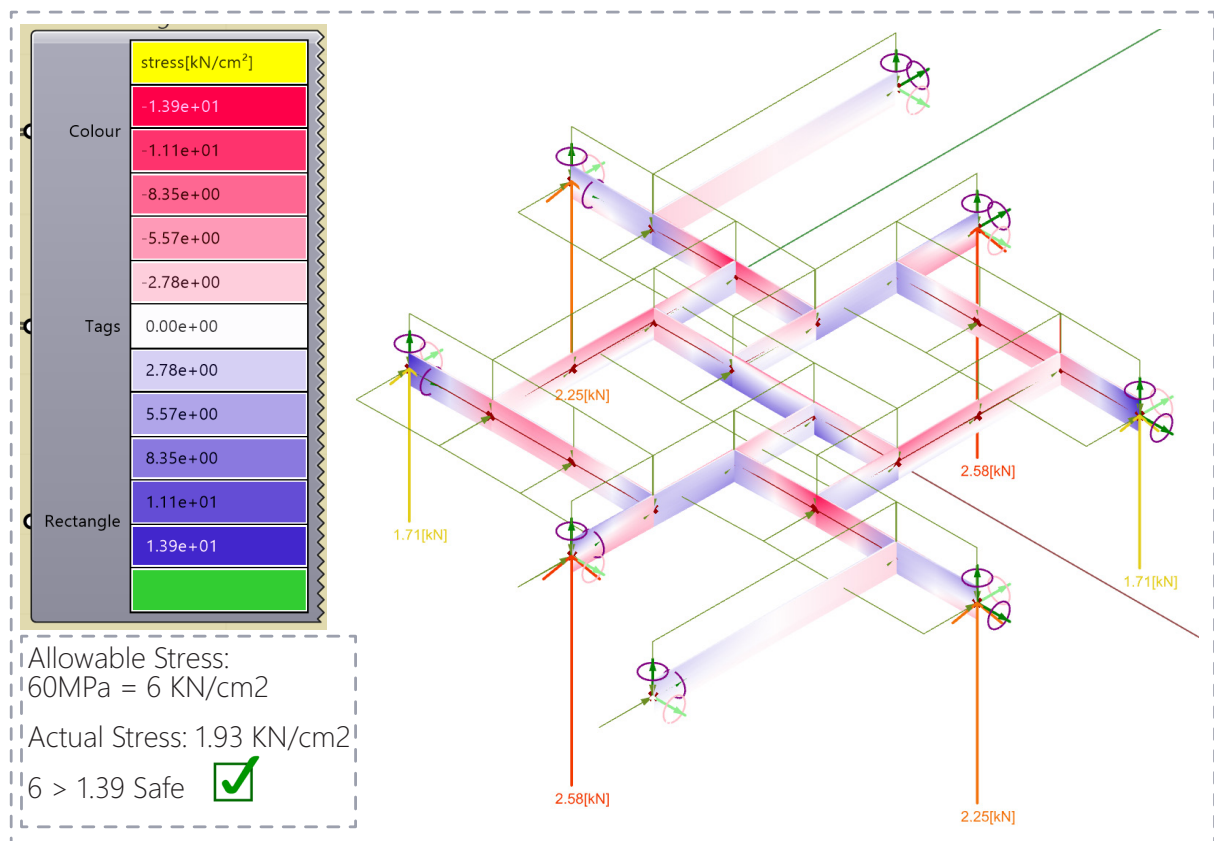 stress[kN/cm²]
-1.39e+01
Colour
-1.11e+01
-8.35e+00
-5.57e+00
-2.78e+00
Tags
0.00e+00
2.78e+00
5.57e+00
8.35e+00
1.11e+01
Rectangle
1.39e+01
Allowable Stress:
60MPa = 6 KN/cm2
Actual Stress: 1.93 KN/cm2
6 > 1.39 Safe
2.25[kN]
2.58[kN]
1.71[kN]
1.71[kN]
2.58[kN]
2.25[kN]